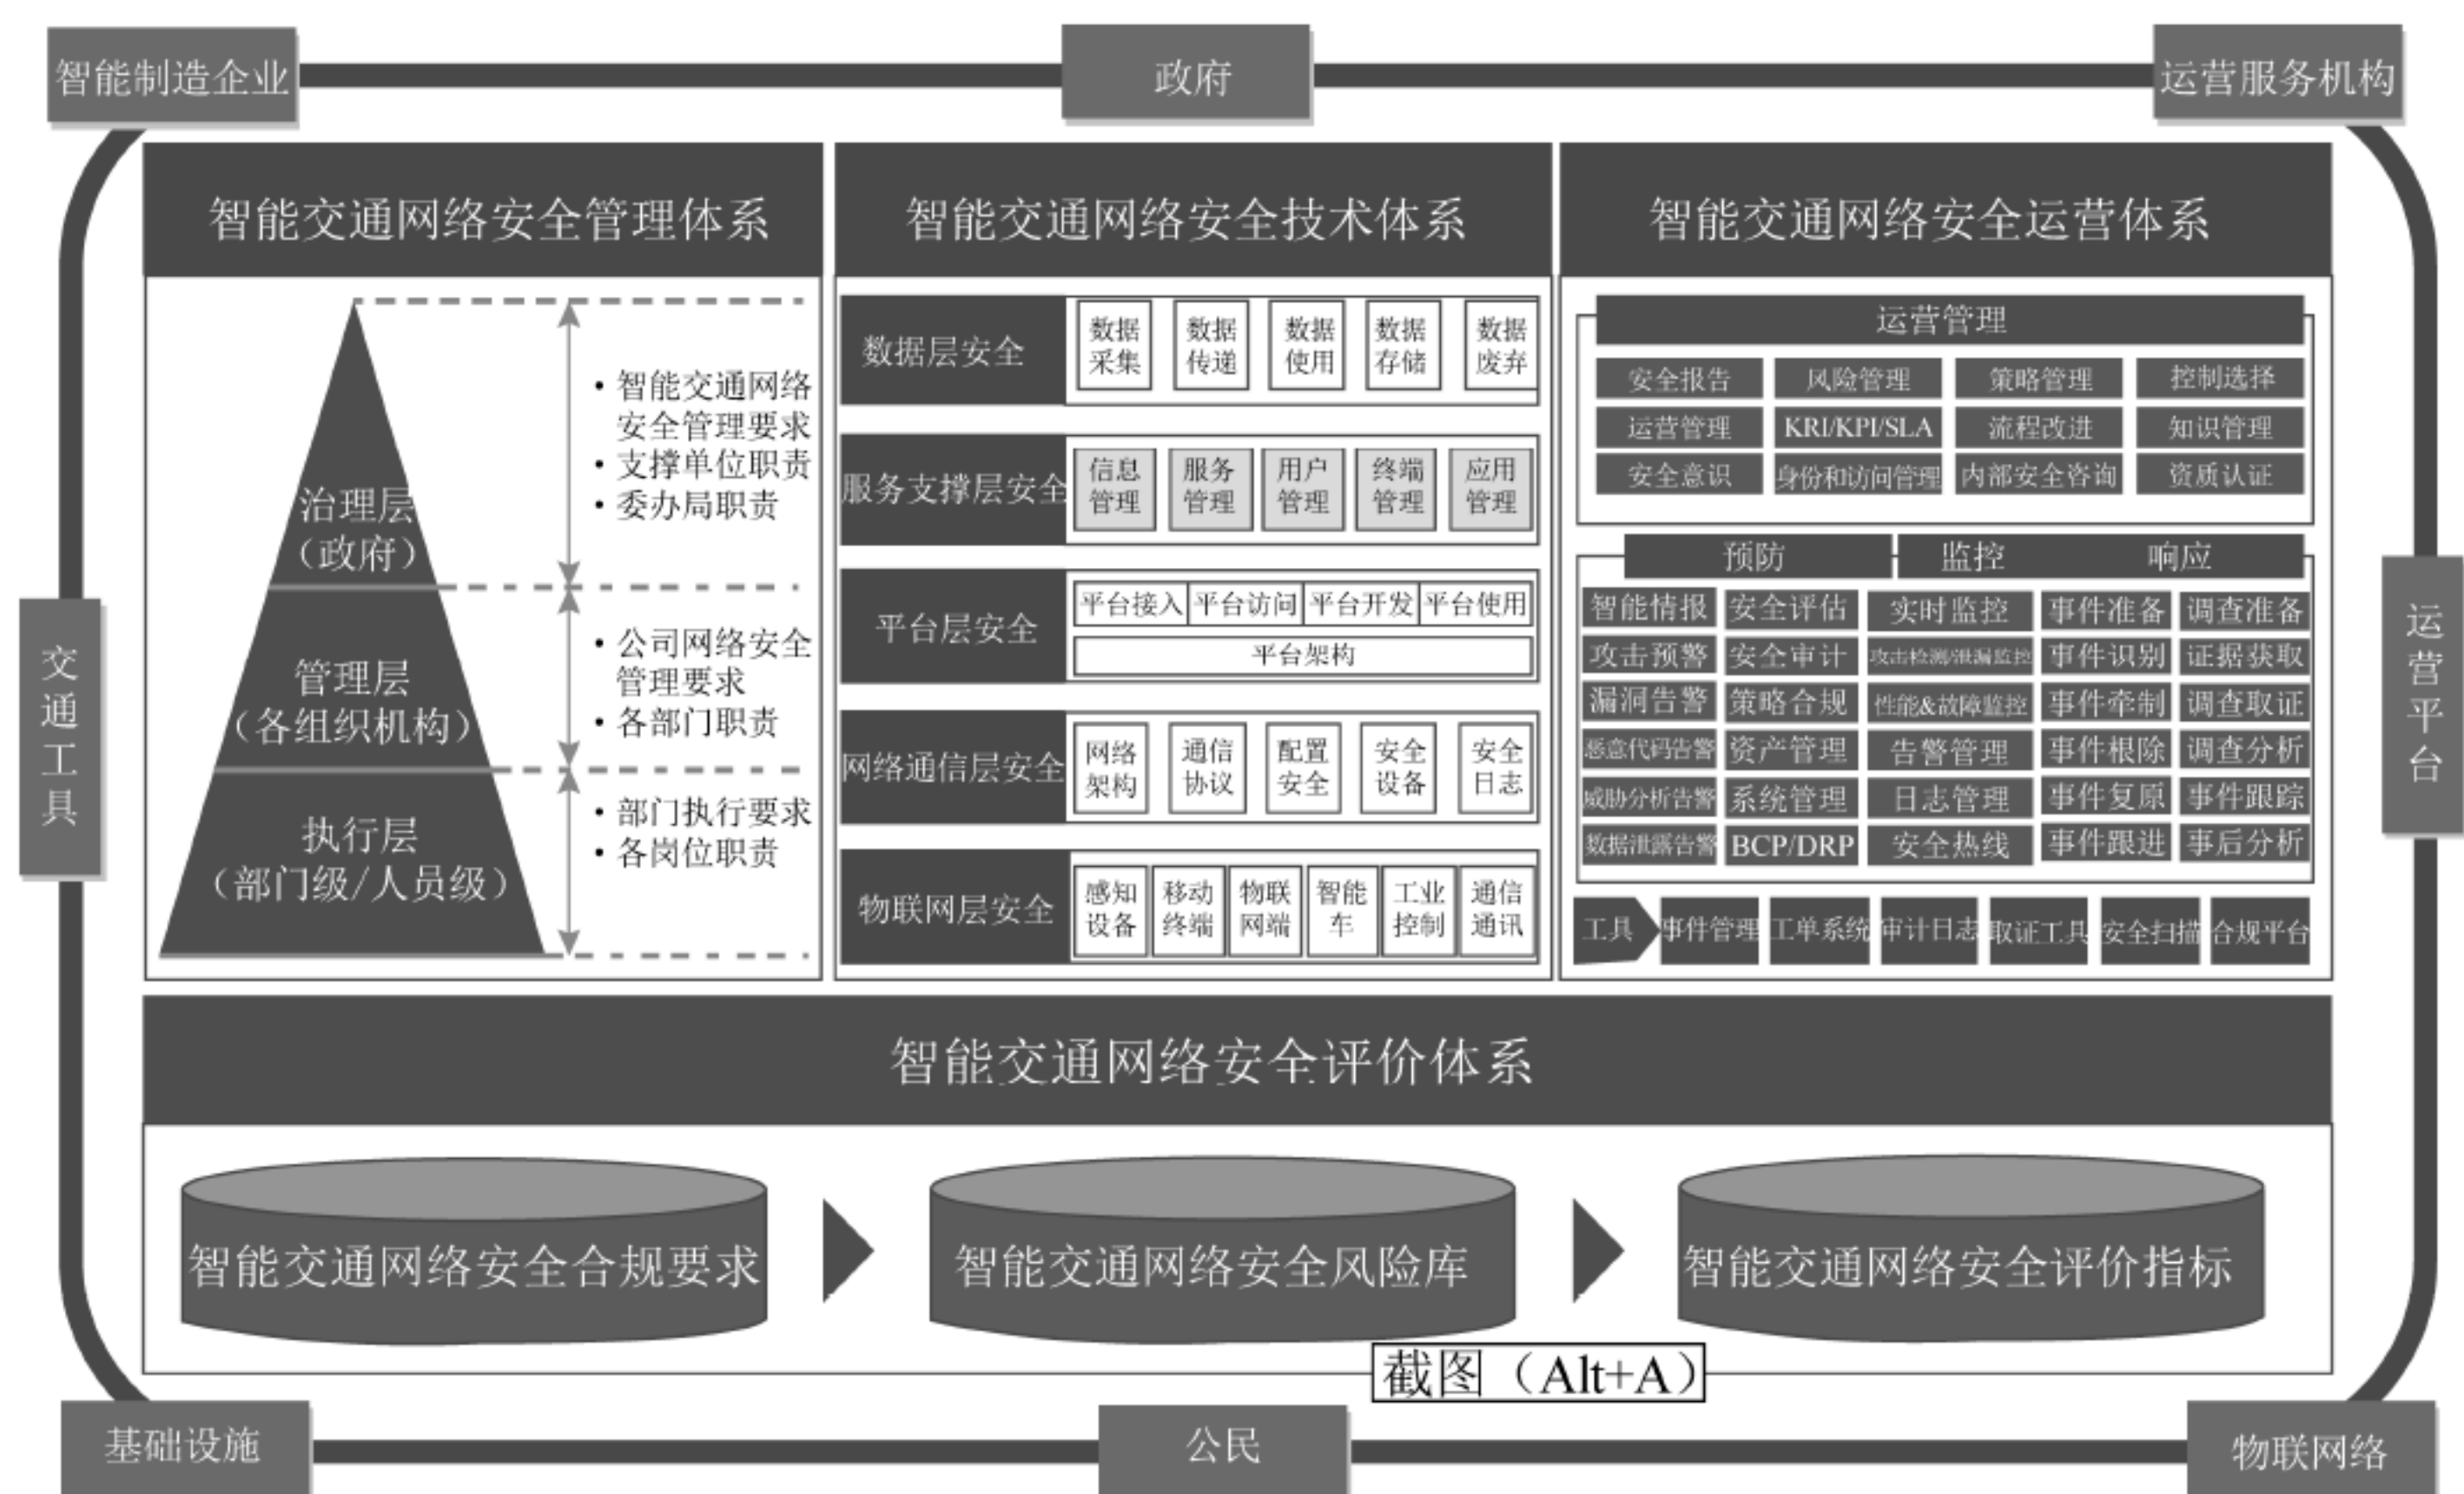 智能制造企业
政府
运营服务机构
交通工具
运营平台
智能交通网络安全管理体系
治理层
（政府）
管理层
（各组织机构）
执行层
（部门级/人员级）
• 智能交通网络
安全管理要求
• 支撑单位职责
• 委办局职责
• 公司网络安全
管理要求
• 各部门职责
• 部门执行要求
• 各岗位职责
智能交通网络安全技术体系
数据层安全
数据
采集
数据
传递
数据
使用
数据
存储
数据
废弃
服务支撑层安全
信息
管理
服务
管理
用户
管理
终端
管理
应用
管理
平台层安全
平台接入
平台访问
平台开发
平台使用
平台架构
网络通信层安全
网络
架构
通信
协议
配置
安全
安全
设备
安全
日志
物联网层安全
感知
设备
移动
终端
物联
网端
智能
车
工业
控制
通信
通讯
智能交通网络安全运营体系
运营管理
安全报告
风险管理
策略管理
控制选择
运营管理
KRI/KPI/SLA
流程改进
知识管理
安全意识
身份和访问管理
内部安全咨询
资质认证
预防
监控
响应
智能情报
安全评估
实时监控
事件准备
调查准备
攻击预警
安全审计
攻击检测/泄漏监控
事件识别
证据获取
漏洞告警
策略合规
性能&故障监控
事件牵制
调查取证
恶意代码告警
资产管理
告警管理
事件根除
调查分析
威胁分析告警
系统管理
日志管理
事件复原
事件跟踪
数据泄露告警
BCP/DRP
安全热线
事件跟进
事后分析
工具
事件管理
工单系统
审计日志
取证工具
安全扫描
合规平台
智能交通网络安全评价体系
智能交通网络安全合规要求
智能交通网络安全风险库
智能交通网络安全评价指标
截图（Alt+A）
基础设施
公民
物联网络